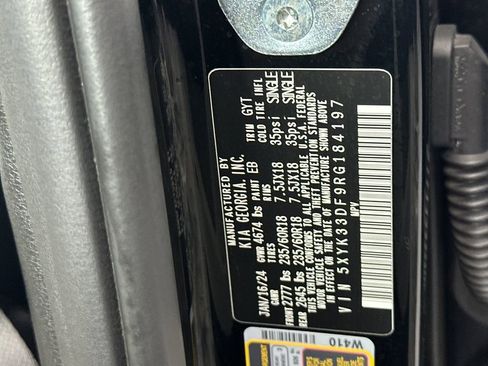 MANUFACTURED BY
KIA GEORGIA, INC.
JAN/16/24 GVWR 4674 lbs PAINT EB TRIM GYT
GAWR TIRES RIMS COLD TIRE INFL
FRONT 2777 lbs 235/60R18 7.5JX18 35psi SINGLE
REAR 2645 lbs 235/60R18 7.5JX18 35psi SINGLE
THIS VEHICLE CONFORMS TO ALL APPLICABLE U.S.A. FEDERAL
MOTOR VEHICLE SAFETY AND THEFT PREVENTION STANDARDS
IN EFFECT ON THE DATE OF MANUFACTURE SHOWN ABOVE.
VIN 5XYK33DF9RG184197
MPV
W410